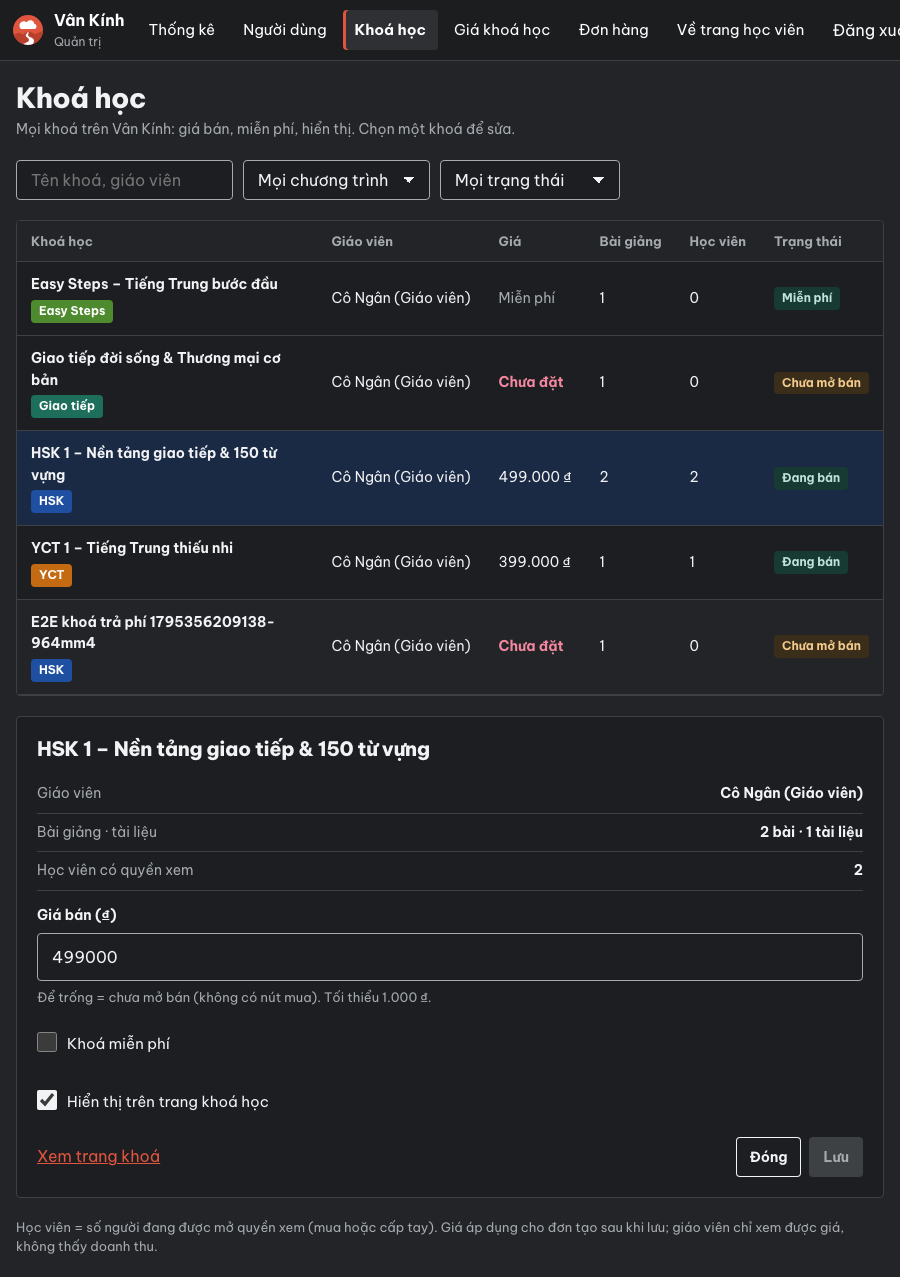 Vân Kính
Quản trị
Thống kê
Người dùng
Khoá học
Giá khoá học
Đơn hàng
Về trang học viên
Đăng
Khoá học
Mọi khoá trên Vân Kính: giá bán, miễn phí, hiển thị. Chọn một khoá để sửa.
Tên khoá, giáo viên
Mọi chương trình
Mọi trạng thái
Khoá học Giáo viên Giá Bài giảng Học viên Trạng thái
Easy Steps – Tiếng Trung bước đầu
Easy Steps
Cô Ngân (Giáo viên) Miễn phí 1 0 Miễn phí
Giao tiếp đời sống & Thương mại cơ
bản
Giao tiếp
Cô Ngân (Giáo viên) Chưa đặt 1 0 Chưa mở bán
HSK 1 – Nền tảng giao tiếp & 150 từ
vựng
HSK
Cô Ngân (Giáo viên) 499.000 ₫ 2 2 Đang bán
YCT 1 – Tiếng Trung thiếu nhi
YCT
Cô Ngân (Giáo viên) 399.000 ₫ 1 1 Đang bán
E2E khoá trả phí 1795356209138-
964mm4
HSK
Cô Ngân (Giáo viên) Chưa đặt 1 0 Chưa mở bán
HSK 1 – Nền tảng giao tiếp & 150 từ vựng
Giáo viên Cô Ngân (Giáo viên)
Bài giảng · tài liệu 2 bài · 1 tài liệu
Học viên có quyền xem 2
Giá bán (₫)
499000
Để trống = chưa mở bán (không có nút mua). Tối thiểu 1.000 ₫.
Khoá miễn phí
Hiển thị trên trang khoá học
Xem trang khoá
Đóng
Lưu
Học viên = số người đang được mở quyền xem (mua hoặc cấp tay). Giá áp dụng cho đơn tạo sau khi lưu; giáo viên chỉ xem được giá,
không thấy doanh thu.